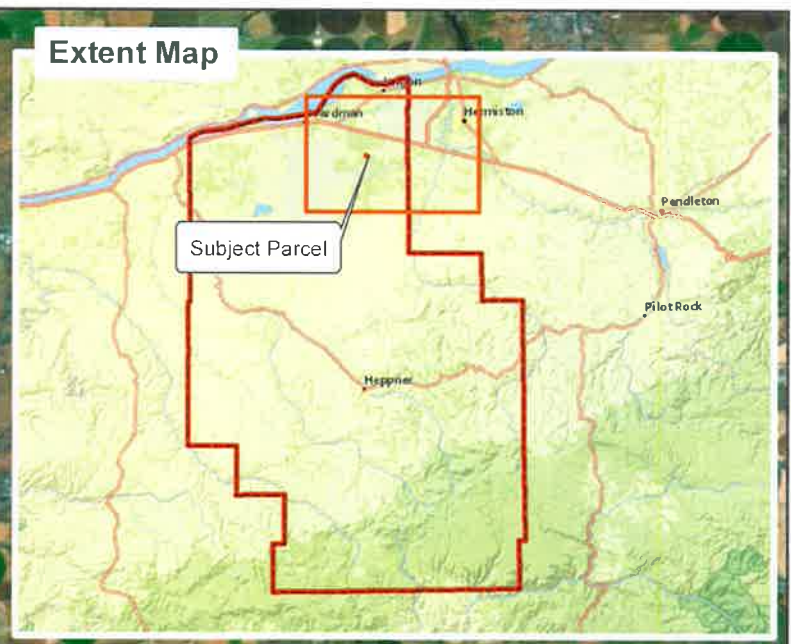 Extent Map
Hermiston
Pendleton
Subject Parcel
Pilot Rock
Heppner